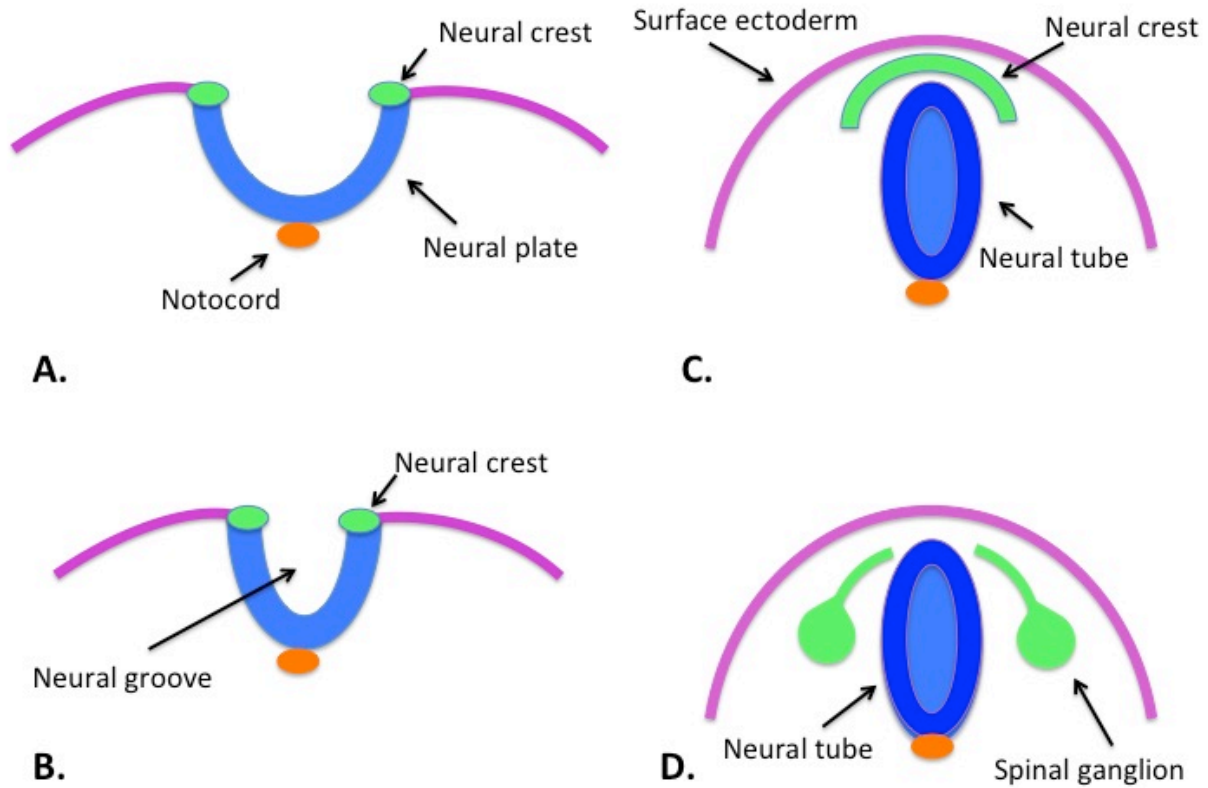 Neural crest
Neural plate
Notocord
A.
Neural crest
Neural groove
B.
Surface ectoderm
Neural crest
Neural tube
C.
Neural tube
Spinal ganglion
D.